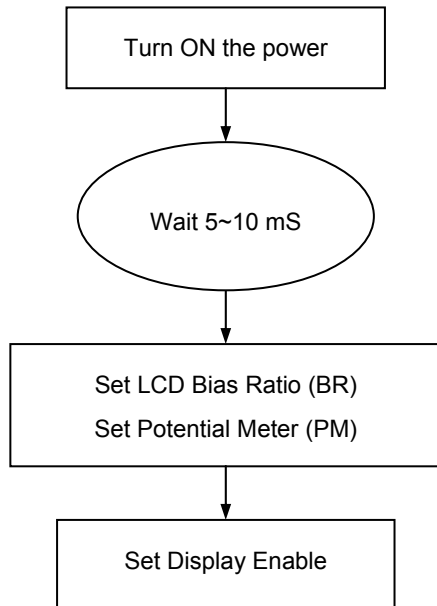 Turn ON the power
Wait 5~10 mS
Set LCD Bias Ratio (BR)
Set Potential Meter (PM)
Set Display Enable